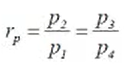 r_p = p_2/p_1 = p_3/p_4